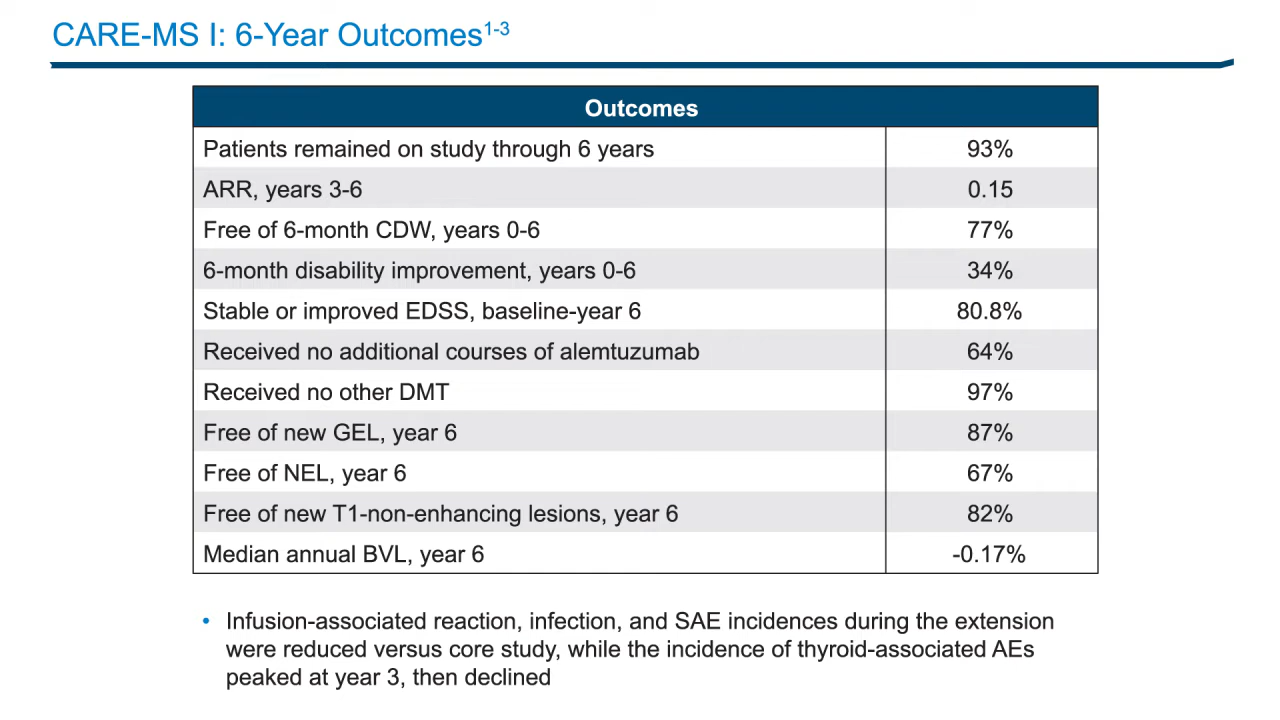 CARE-MS I: 6-Year Outcomes1-3
Outcomes
Patients remained on study through 6 years 93%
ARR, years 3-6 0.15
Free of 6-month CDW, years 0-6 77%
6-month disability improvement, years 0-6 34%
Stable or improved EDSS, baseline-year 6 80.8%
Received no additional courses of alemtuzumab 64%
Received no other DMT 97%
Free of new GEL, year 6 87%
Free of NEL, year 6 67%
Free of new T1-non-enhancing lesions, year 6 82%
Median annual BVL, year 6 -0.17%
• Infusion-associated reaction, infection, and SAE incidences during the extension
were reduced versus core study, while the incidence of thyroid-associated AEs
peaked at year 3, then declined